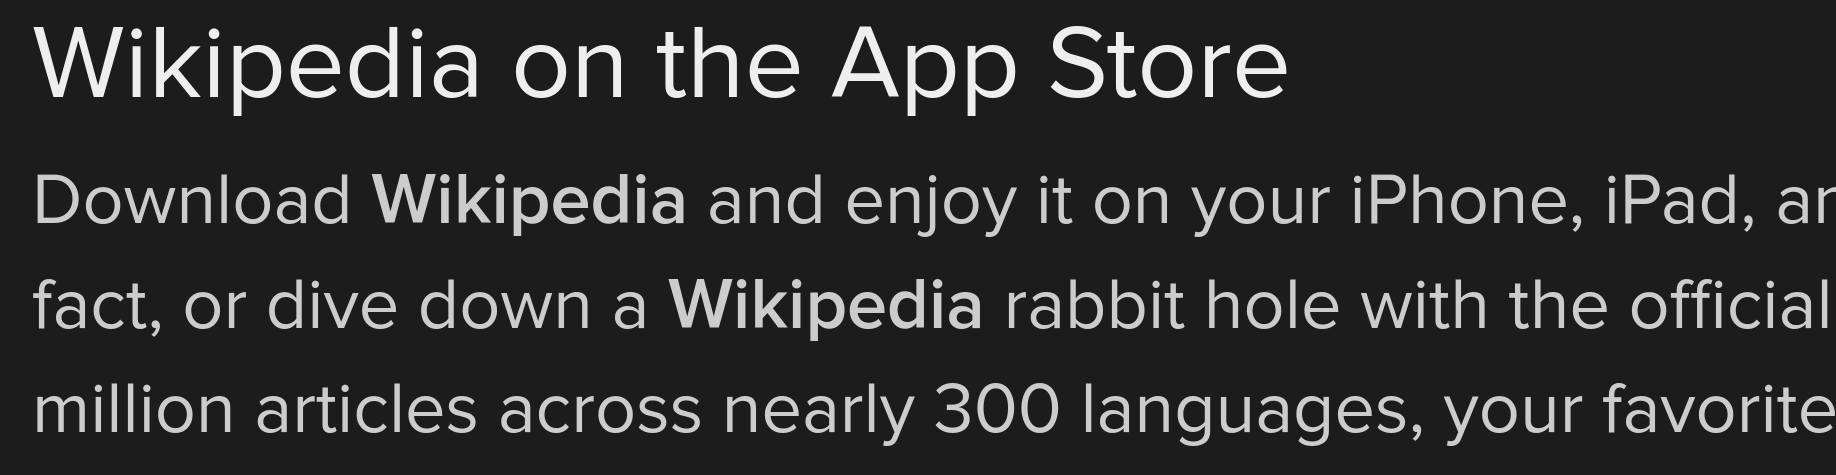 Wikipedia on the App Store
Download Wikipedia and enjoy it on your iPhone, iPad, 
fact, or dive down a Wikipedia rabbit hole with the official
million articles across nearly 300 languages, your favorite